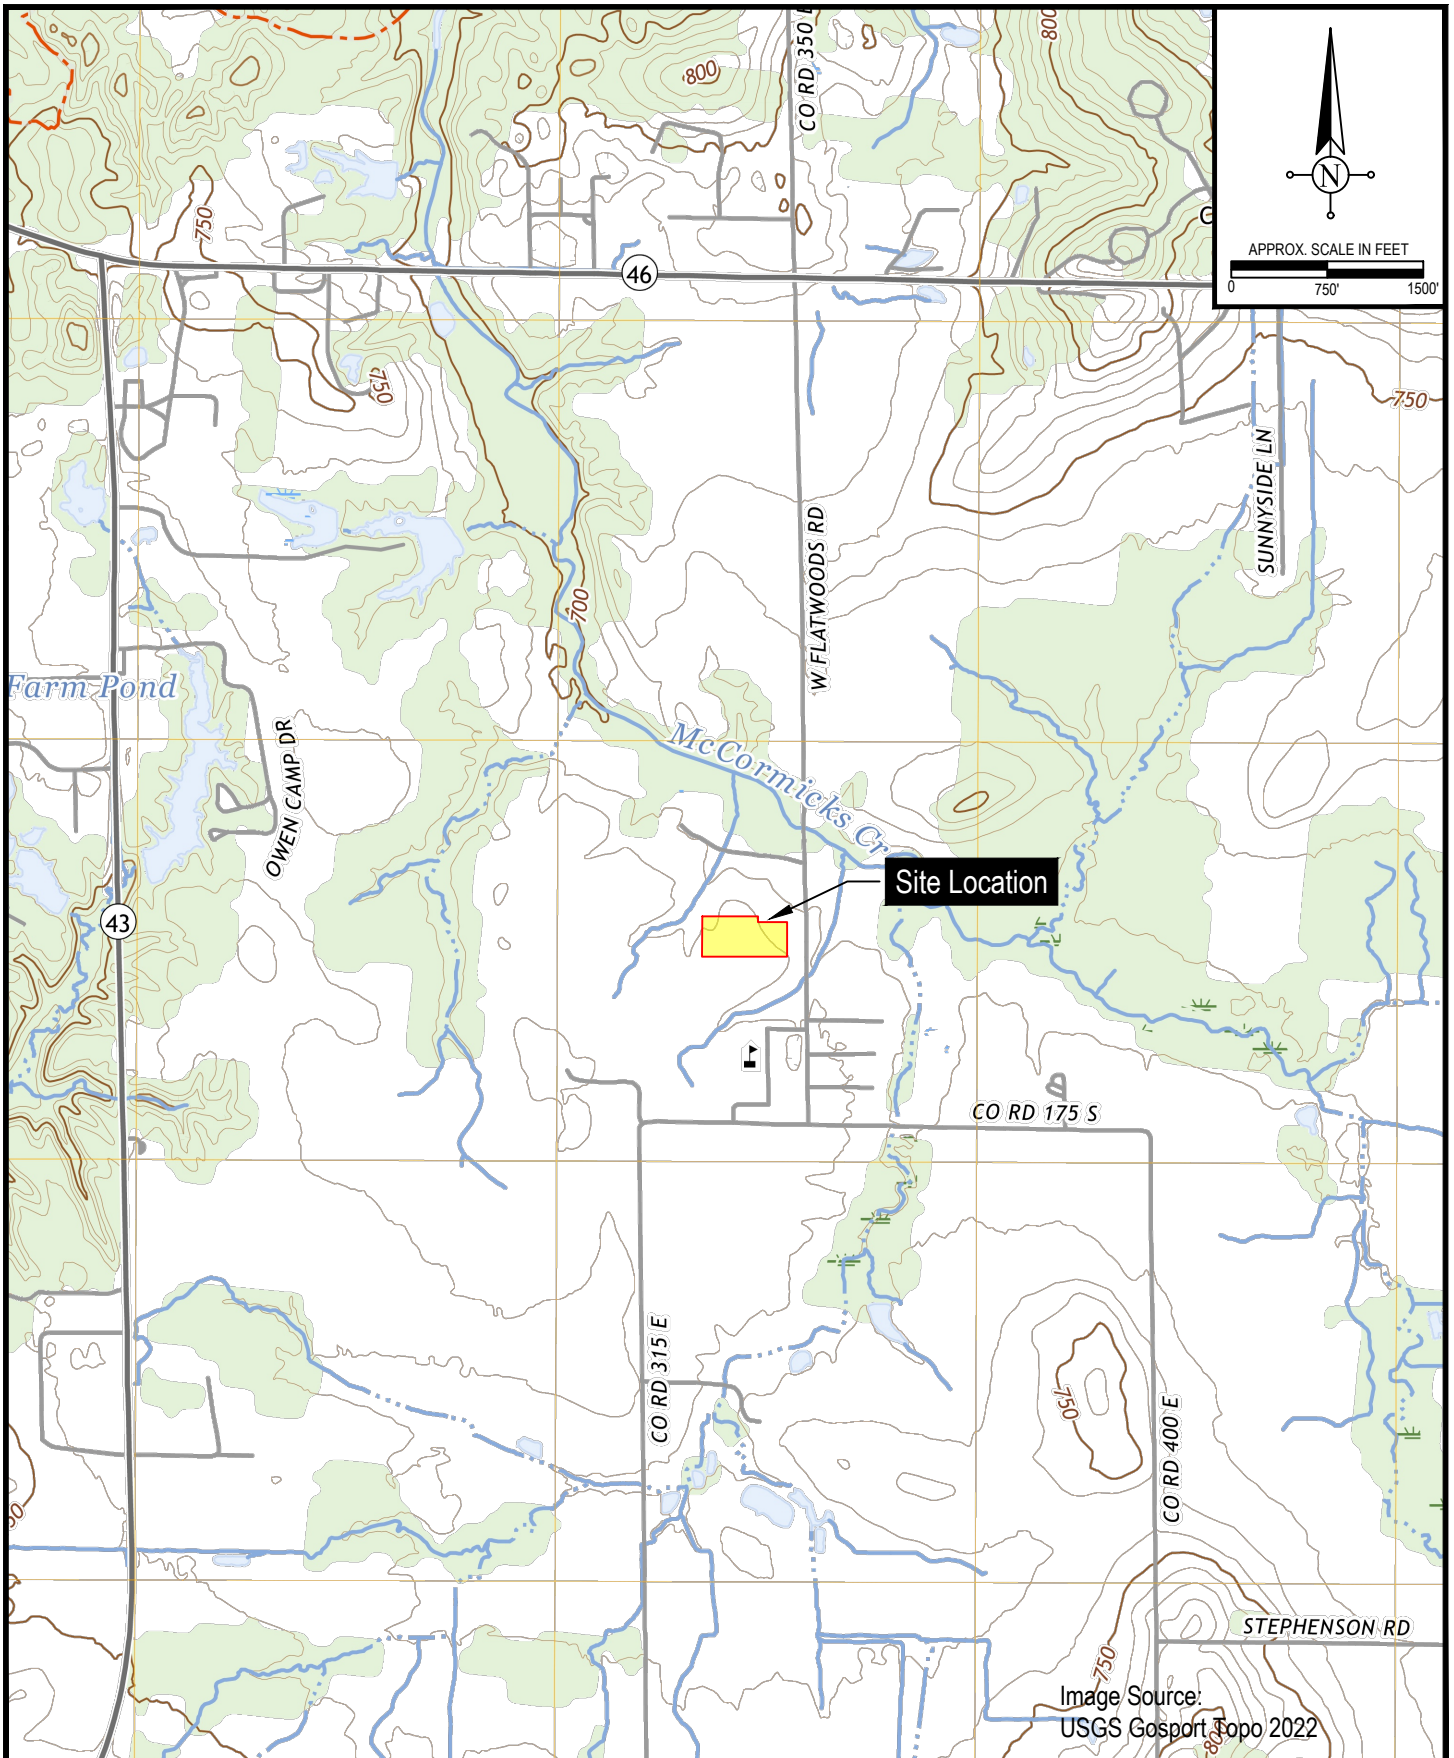 800
CO RD 350 E
800
N
APPROX. SCALE IN FEET
0 750' 1500'
C
750
46
750
750
SUNNYSIDE LN
W FLATWOODS RD
700
Farm Pond
McCormicks Cr
OWEN CAMP DR
Site Location
43
CO RD 175 S
CO RD 315 E
750
CO RD 400 E
STEPHENSON RD
750
Image Source:
USGS Gosport Topo 2022
800